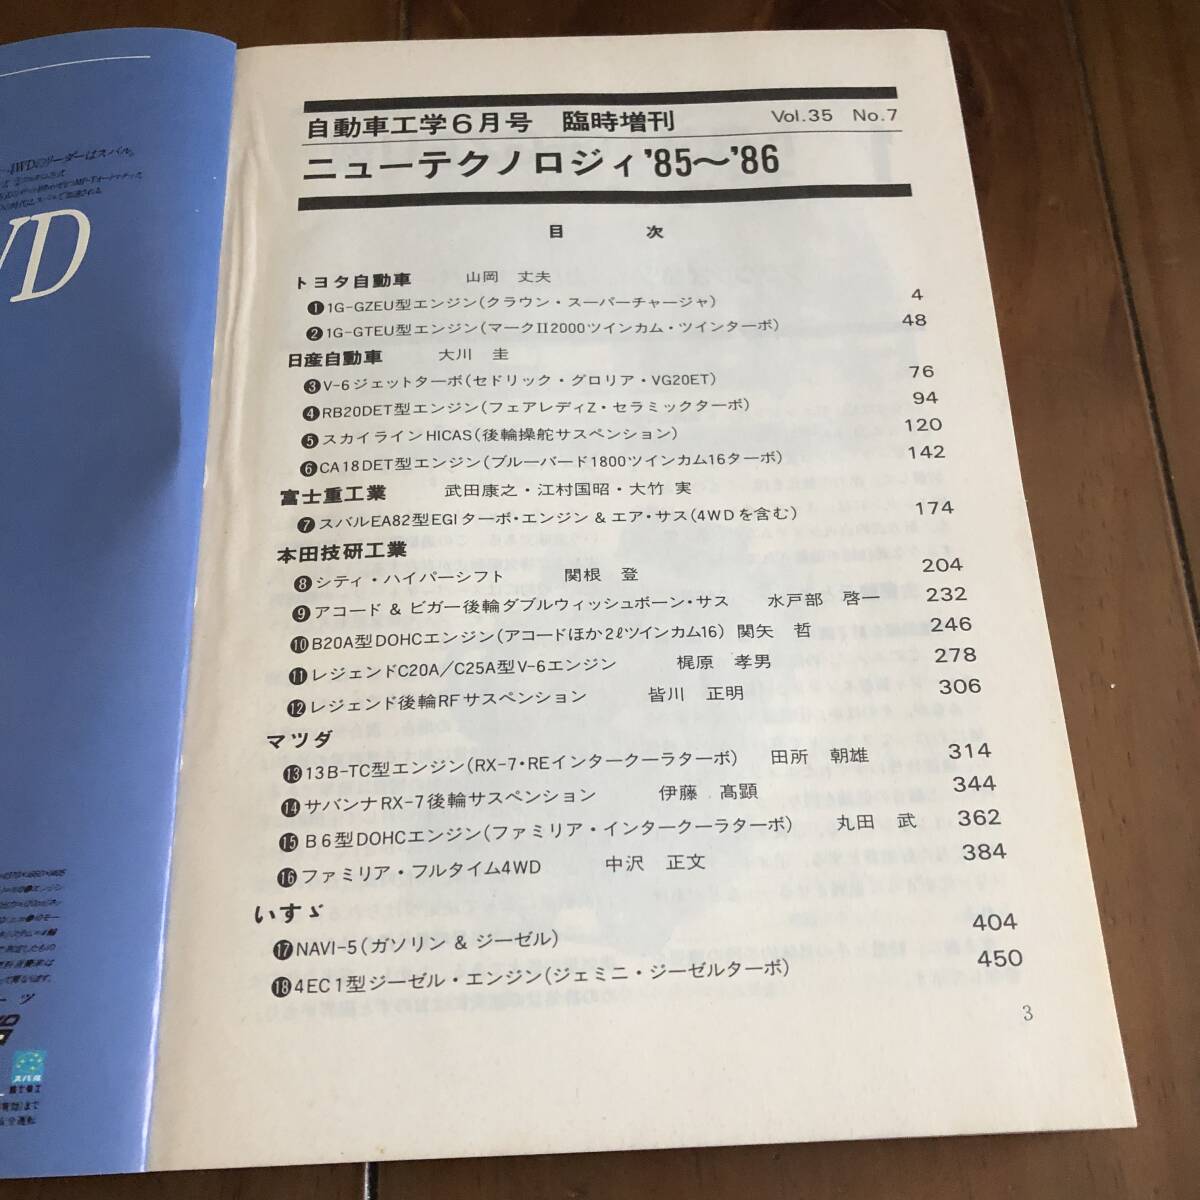 4WDのリーダーはスバル。
WD
スバル
富士重工
自動車工学6月号 臨時増刊 Vol.35 No.7
ニューテクノロジィ'85〜'86
目 次
トヨタ自動車 山岡 丈夫
❶1G-GZEU型エンジン(クラウン・スーパーチャージャ) 4
❷1G-GTEU型エンジン(マークII2000ツインカム・ツインターボ) 48
日産自動車 大川 圭
❸V-6ジェットターボ(セドリック・グロリア・VG20ET) 76
❹RB20DET型エンジン(フェアレディZ・セラミックターボ) 94
❺スカイラインHICAS(後輪操舵サスペンション) 120
❻CA18DET型エンジン(ブルーバード1800ツインカム16ターボ) 142
富士重工業 武田康之・江村国昭・大竹 実
❼スバルEA82型EGIターボ・エンジン & エア・サス(4WDを含む) 174
本田技研工業
❽シティ・ハイパーシフト 関根 登 204
❾アコード & ビガー後輪ダブルウィッシュボーン・サス 水戸部 啓一 232
❿B20A型DOHCエンジン(アコードほか2ℓツインカム16) 関矢 哲 246
⓫レジェンドC20A/C25A型V-6エンジン 梶原 孝男 278
⓬レジェンド後輪RFサスペンション 皆川 正明 306
マツダ
⓭13B-TC型エンジン(RX-7・REインタークーラターボ) 田所 朝雄 314
⓮サバンナRX-7後輪サスペンション 伊藤 髙顕 344
⓯B6型DOHCエンジン(ファミリア・インタークーラターボ) 丸田 武 362
⓰ファミリア・フルタイム4WD 中沢 正文 384
いすゞ
⓱NAVI-5(ガソリン & ジーゼル) 404
⓲4EC1型ジーゼル・エンジン(ジェミニ・ジーゼルターボ) 450
3